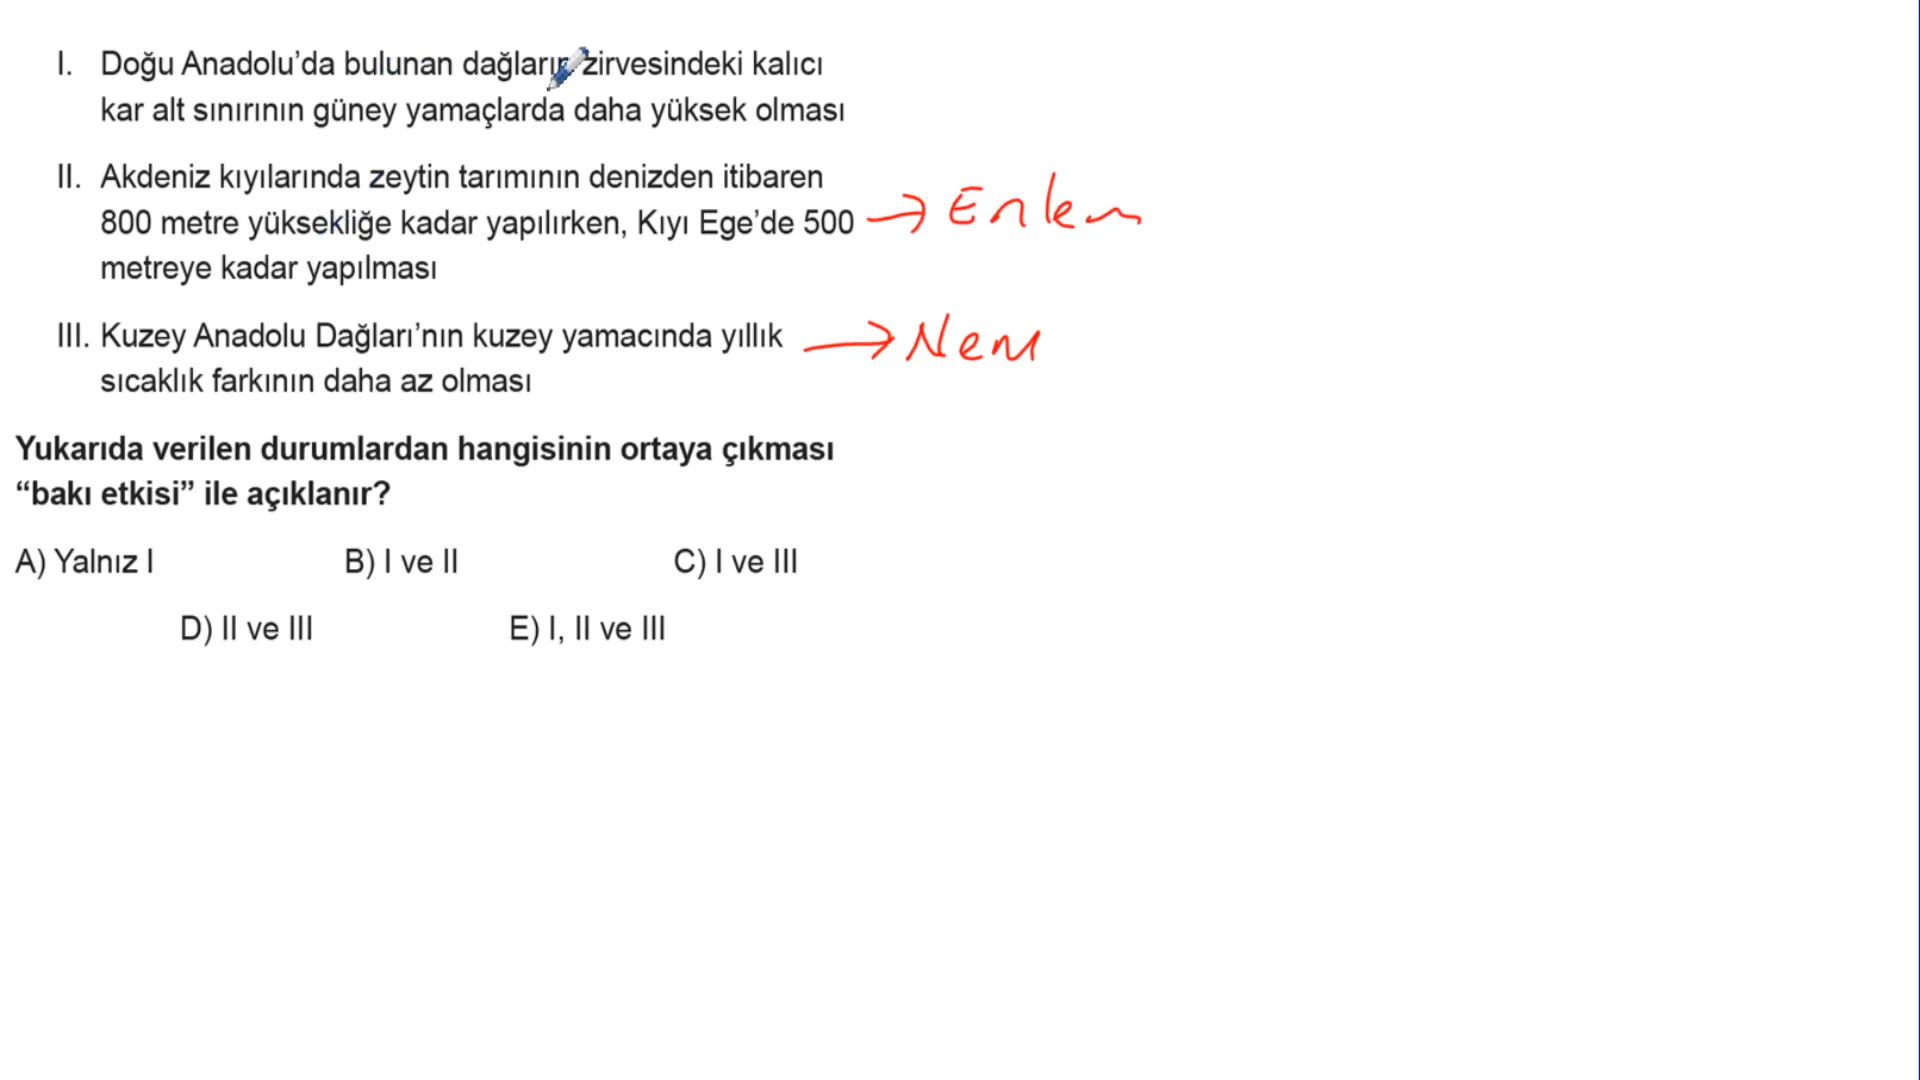 I. Doğu Anadolu'da bulunan dağların zirvesindeki kalıcı
kar alt sınırının güney yamaçlarda daha yüksek olması
II. Akdeniz kıyılarında zeytin tarımının denizden itibaren
800 metre yüksekliğe kadar yapılırken, Kıyı Ege'de 500 → Enlem
metreye kadar yapılması
III. Kuzey Anadolu Dağları'nın kuzey yamacında yıllık → Nem
sıcaklık farkının daha az olması
Yukarıda verilen durumlardan hangisinin ortaya çıkması
“bakı etkisi” ile açıklanır?
A) Yalnız I B) I ve II C) I ve III
D) II ve III E) I, II ve III